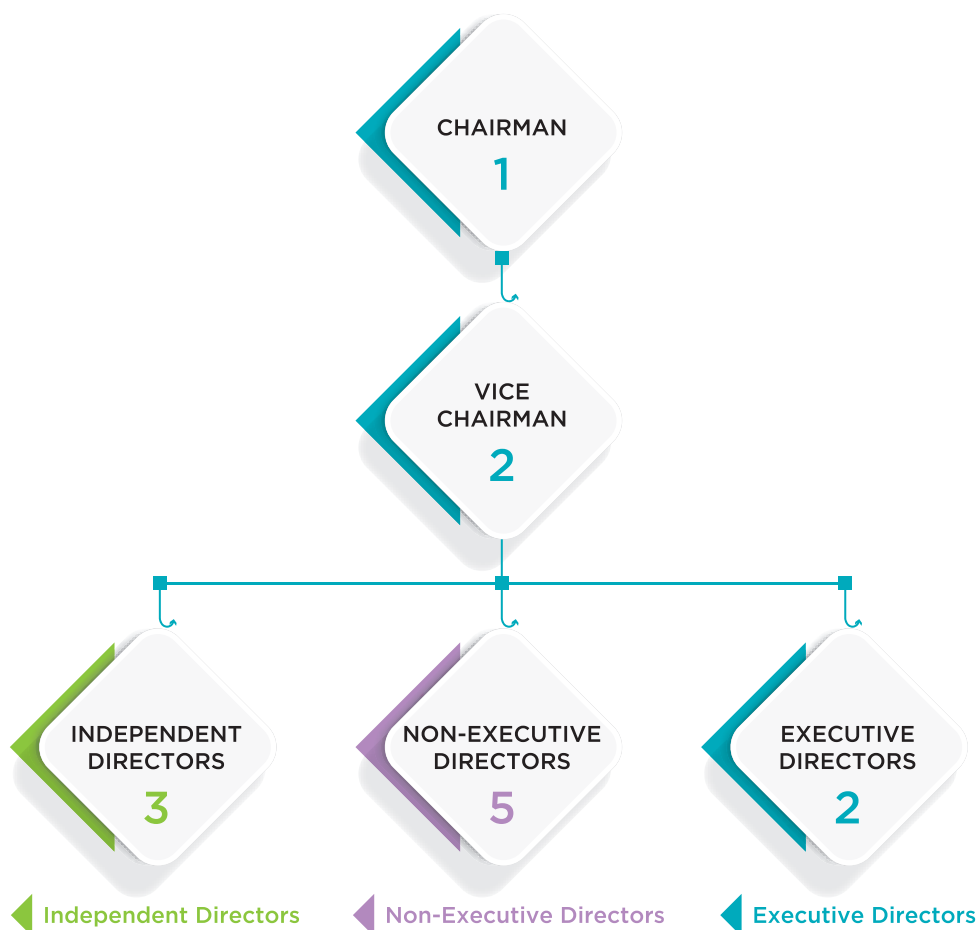 CHAIRMAN
1
VICE
CHAIRMAN
2
INDEPENDENT
DIRECTORS
3
NON-EXECUTIVE
DIRECTORS
5
EXECUTIVE
DIRECTORS
2
Independent Directors
Non-Executive Directors
Executive Directors